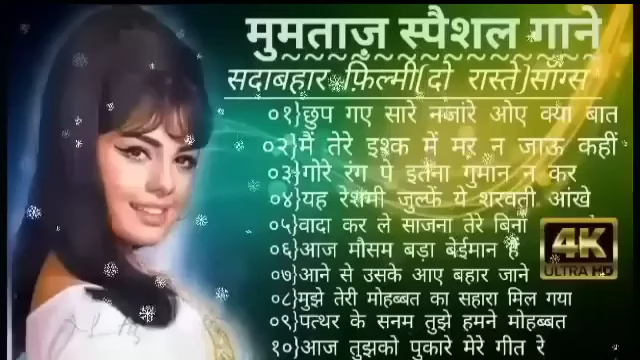 मुमताज़ स्पैशल गाने
सदाबहार फ़िल्मी(दो रास्ते)सॉंग्स
०१}छुप गए सारे नजांरे ओए क्या बात
०२}मैं तेरे इश्क में मर न जाऊ कहीं
०३}गोरे रंग पे इतना गुमान न कर
०४}यह रेशमी जुल्फें ये शरवती आंखे
०५}वादा कर ले साजना तेरे बिना
०६}आज मौसम बड़ा बेईमान हैं
०७}आने से उसके आए बहार जाने
०८}मुझे तेरी मोहब्बत का सहारा मिल गया
०९}पत्थर के सनम तुझे हमने मोहब्बत
१०}आज तुझको पुकारे मेरे गीत रे
4K
ULTRA HD